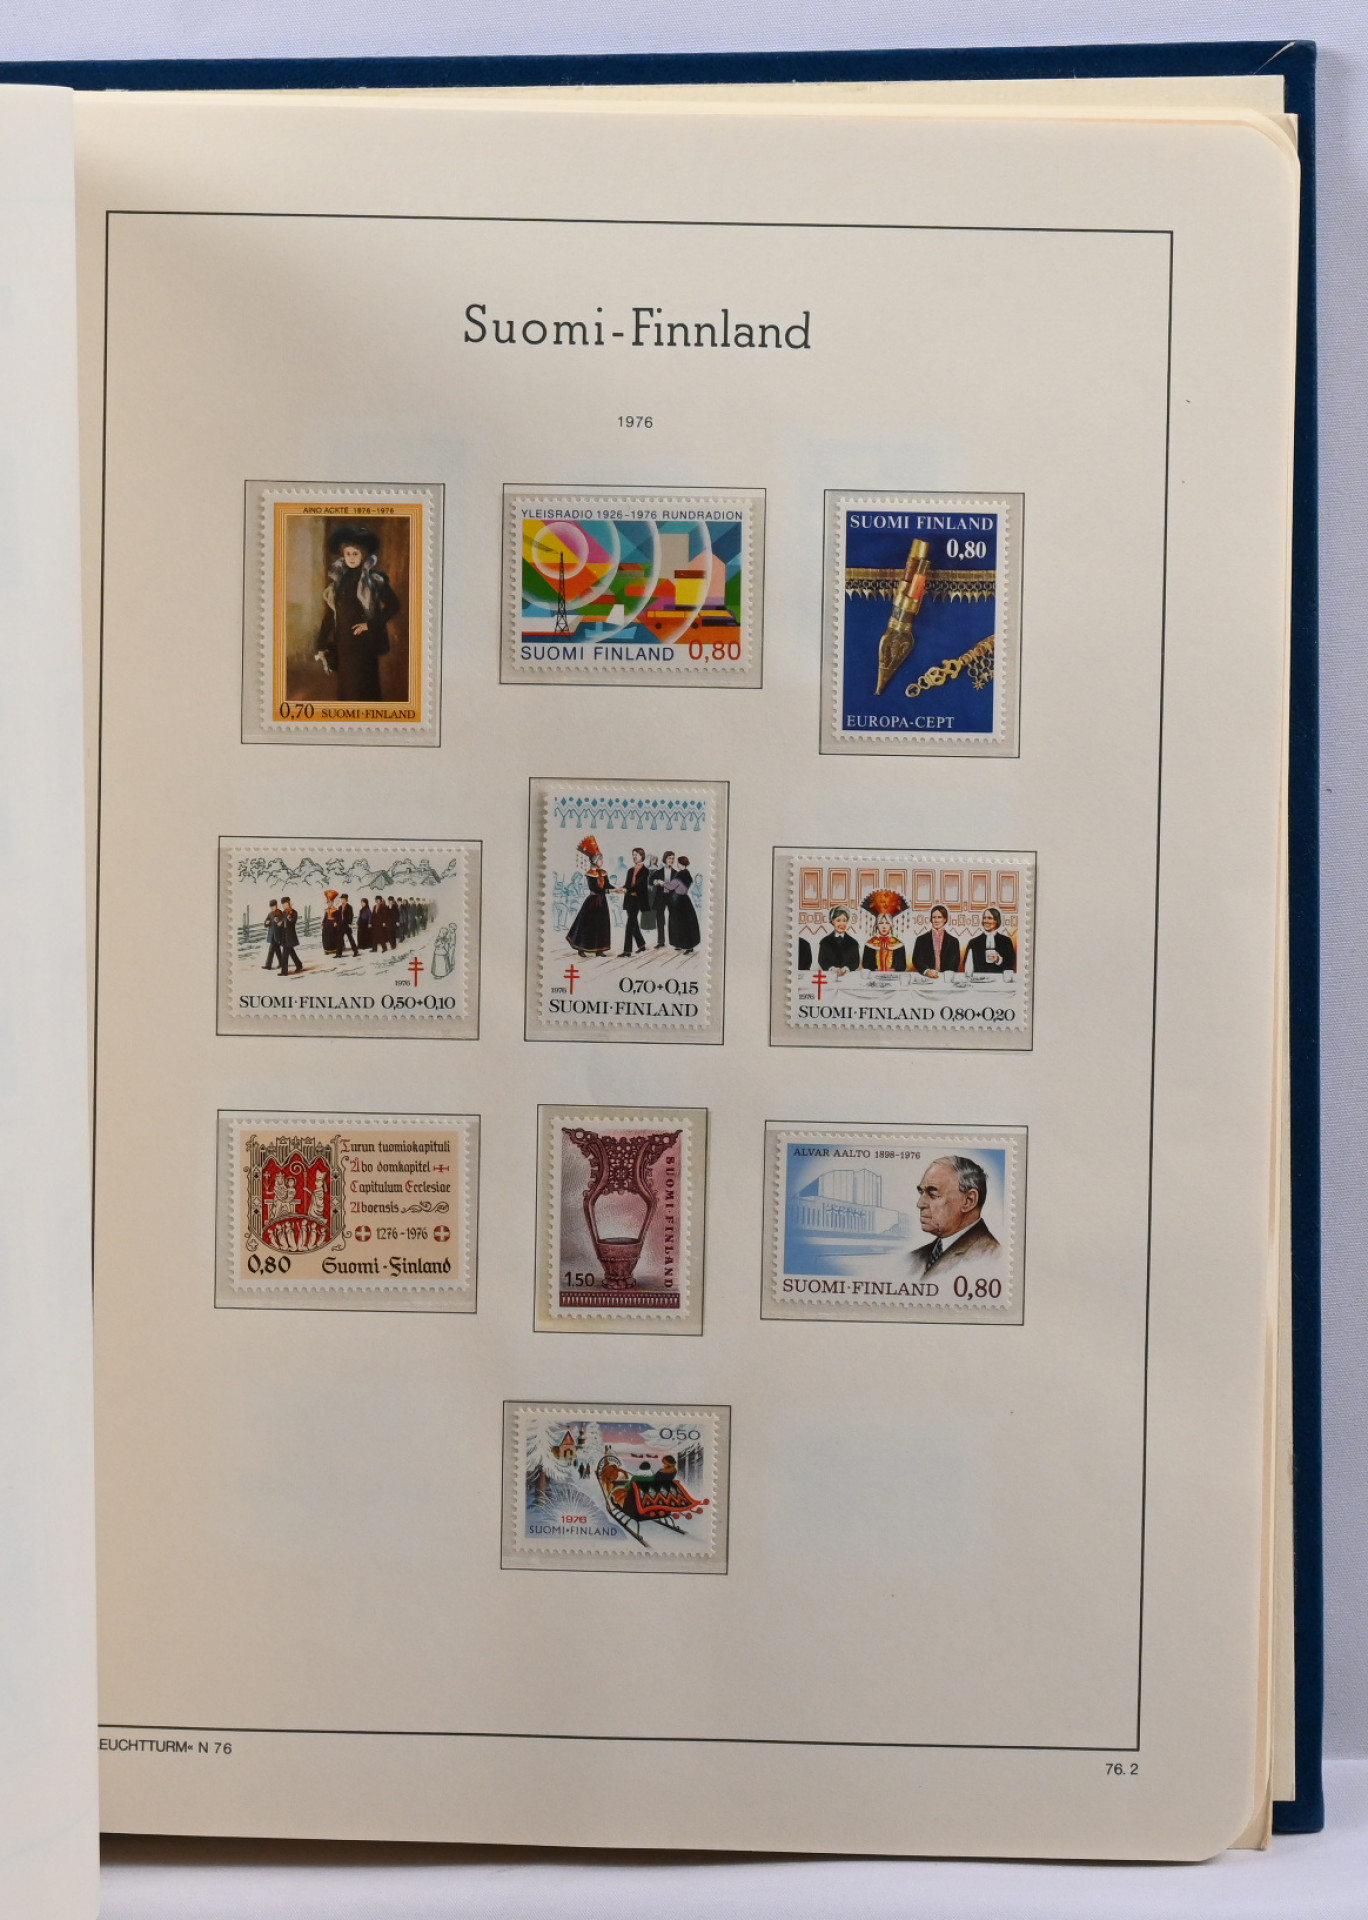 Suomi-Finnland
1976
AINO ACKTÉ 1876-1976
0,70 SUOMI-FINLAND
YLEISRADIO 1926-1976 RUNDRADION
SUOMI FINLAND 0,80
SUOMI FINLAND
0,80
EUROPA-CEPT
1976
SUOMI·FINLAND 0,50+0,10
1976
0,70+0,15
SUOMI·FINLAND
1976
SUOMI·FINLAND 0,80+0,20
Turun tuomiokapituli
Åbo domkapitel
Capitulum Ecclesiae
Aboensis
1276-1976
0,80 Suomi-Finland
SUOMI·FINLAND
1,50
ALVAR AALTO 1898-1976
SUOMI·FINLAND 0,80
0,50
1976
SUOMI·FINLAND
EUCHTTURM« N 76
76.2